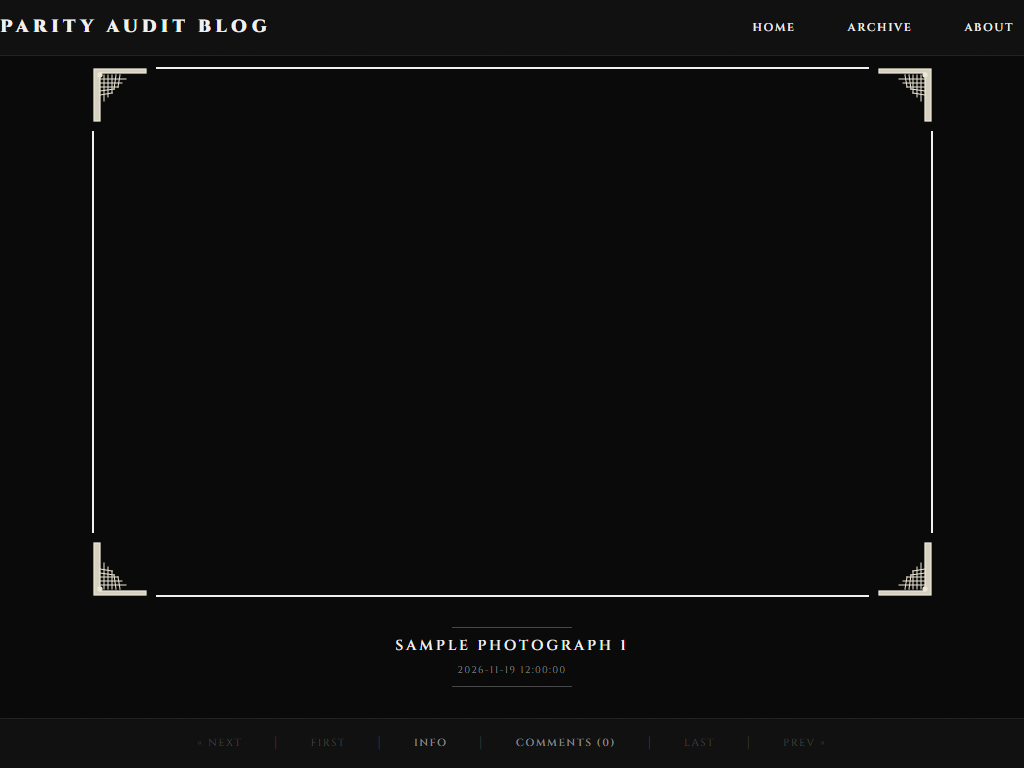 PARITY AUDIT BLOG
HOME ARCHIVE ABOUT
SAMPLE PHOTOGRAPH 1
2026-11-19 12:00:00
« NEXT | FIRST | INFO | COMMENTS (0) | LAST | PREV »